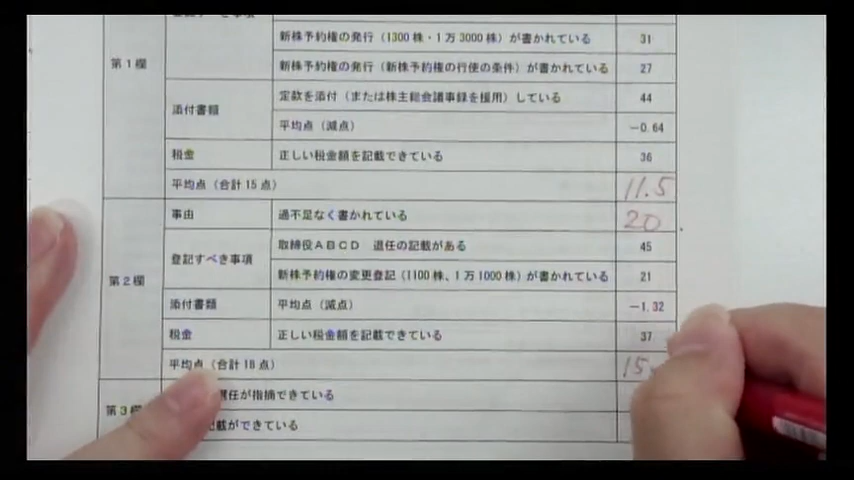 新株予約権の発行（1300株・1万3000株）が書かれている 31
第1欄
新株予約権の発行（新株予約権の行使の条件）が書かれている 27
添付書類
定款を添付（または株主総会議事録を援用）している 44
平均点（減点） －0.64
税金 正しい税金額を記載できている 36
平均点（合計15点） 11.5
第2欄
事由 過不足なく書かれている 20
登記すべき事項
取締役ＡＢＣＤ 退任の記載がある 45
新株予約権の変更登記（1100株、1万1000株）が書かれている 21
添付書類 平均点（減点） －1.32
税金 正しい税金額を記載できている 37
平均点（合計18点） 15
第3欄
任が指摘できている
載ができている